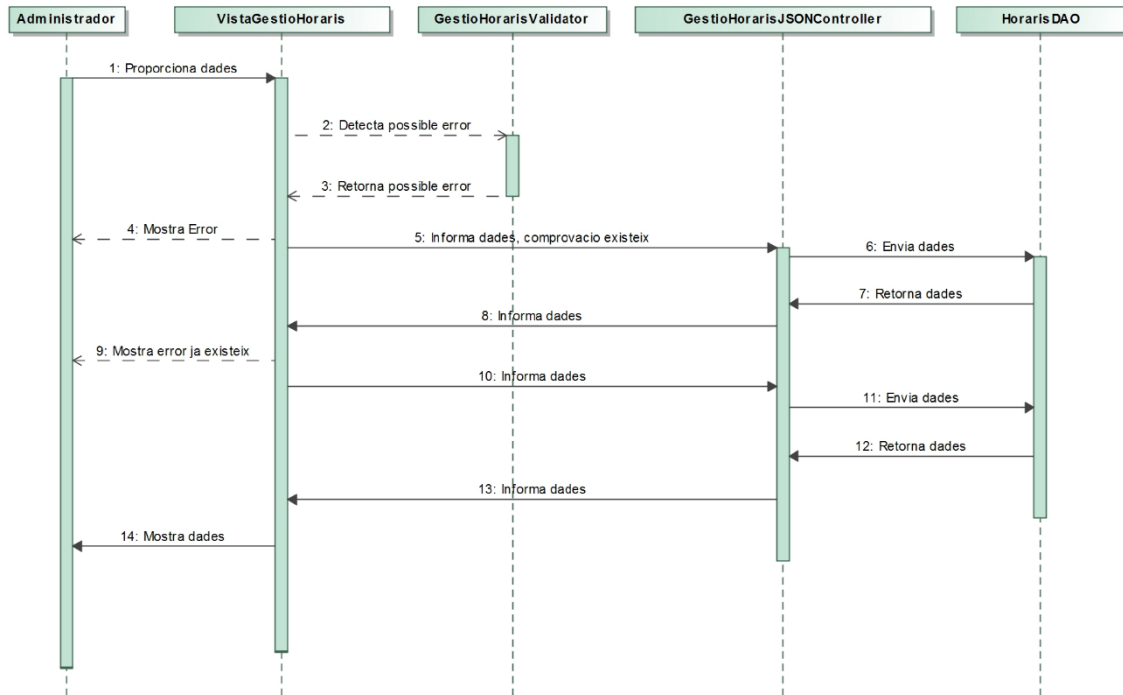 Administrador
VistaGestioHoraris
GestioHorarisValidator
GestioHorarisJSONController
HorarisDAO
1: Proporciona dades
2: Detecta possible error
3: Retorna possible error
4: Mostra Error
5: Informa dades, comprovacio existeix
6: Envia dades
7: Retorna dades
8: Informa dades
9: Mostra error ja existeix
10: Informa dades
11: Envia dades
12: Retorna dades
13: Informa dades
14: Mostra dades